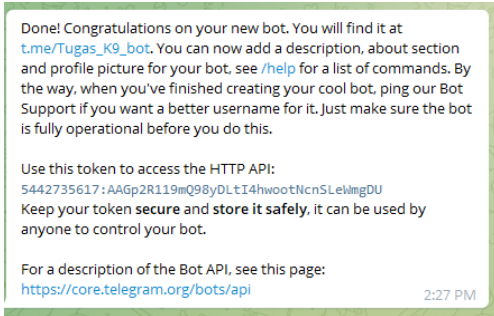 Done! Congratulations on your new bot. You will find it at
t.me/Tugas_K9_bot. You can now add a description, about section
and profile picture for your bot, see /help for a list of commands. By
the way, when you've finished creating your cool bot, ping our Bot
Support if you want a better username for it. Just make sure the bot
is fully operational before you do this.
Use this token to access the HTTP API:
5442735617:AAGp2R119mQ98yDLtI4hwootNcnSLeWmgDU
Keep your token secure and store it safely, it can be used by
anyone to control your bot.
For a description of the Bot API, see this page:
https://core.telegram.org/bots/api
2:27 PM